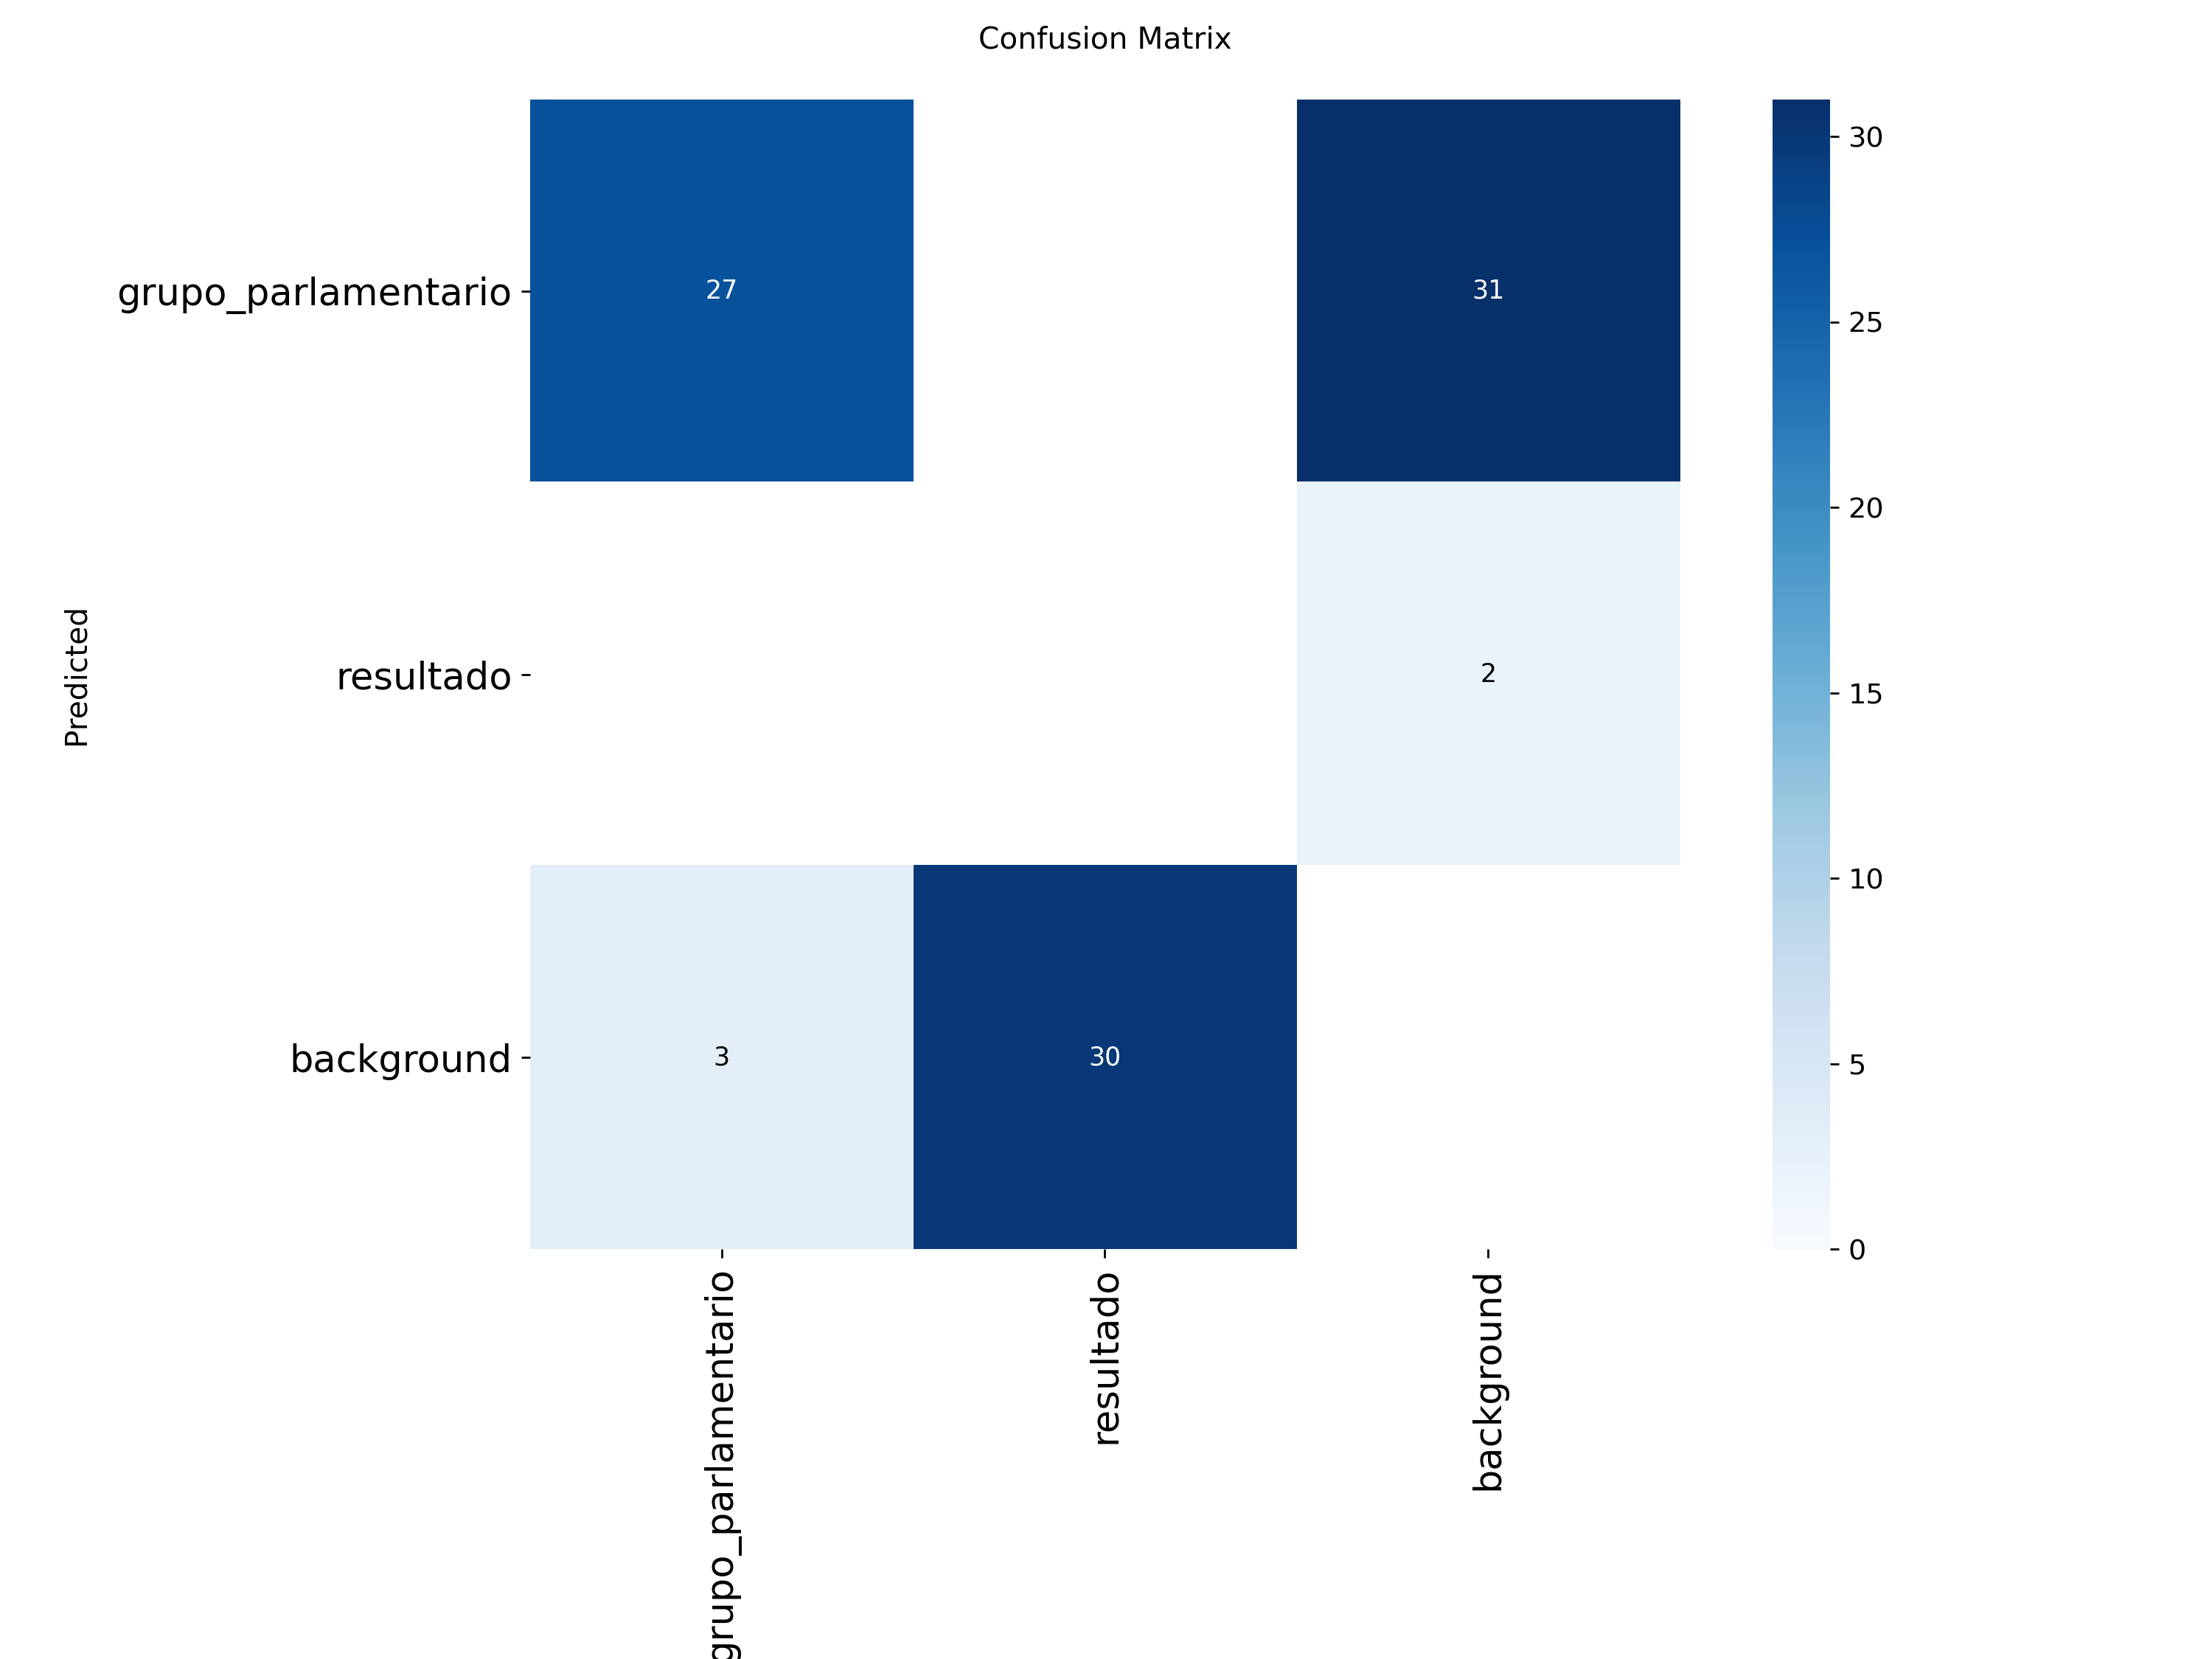 Confusion Matrix
grupo_parlamentario
27
31
30
25
20
Predicted
resultado
2
15
10
background
3
30
5
0
grupo_parlamentario
resultado
background